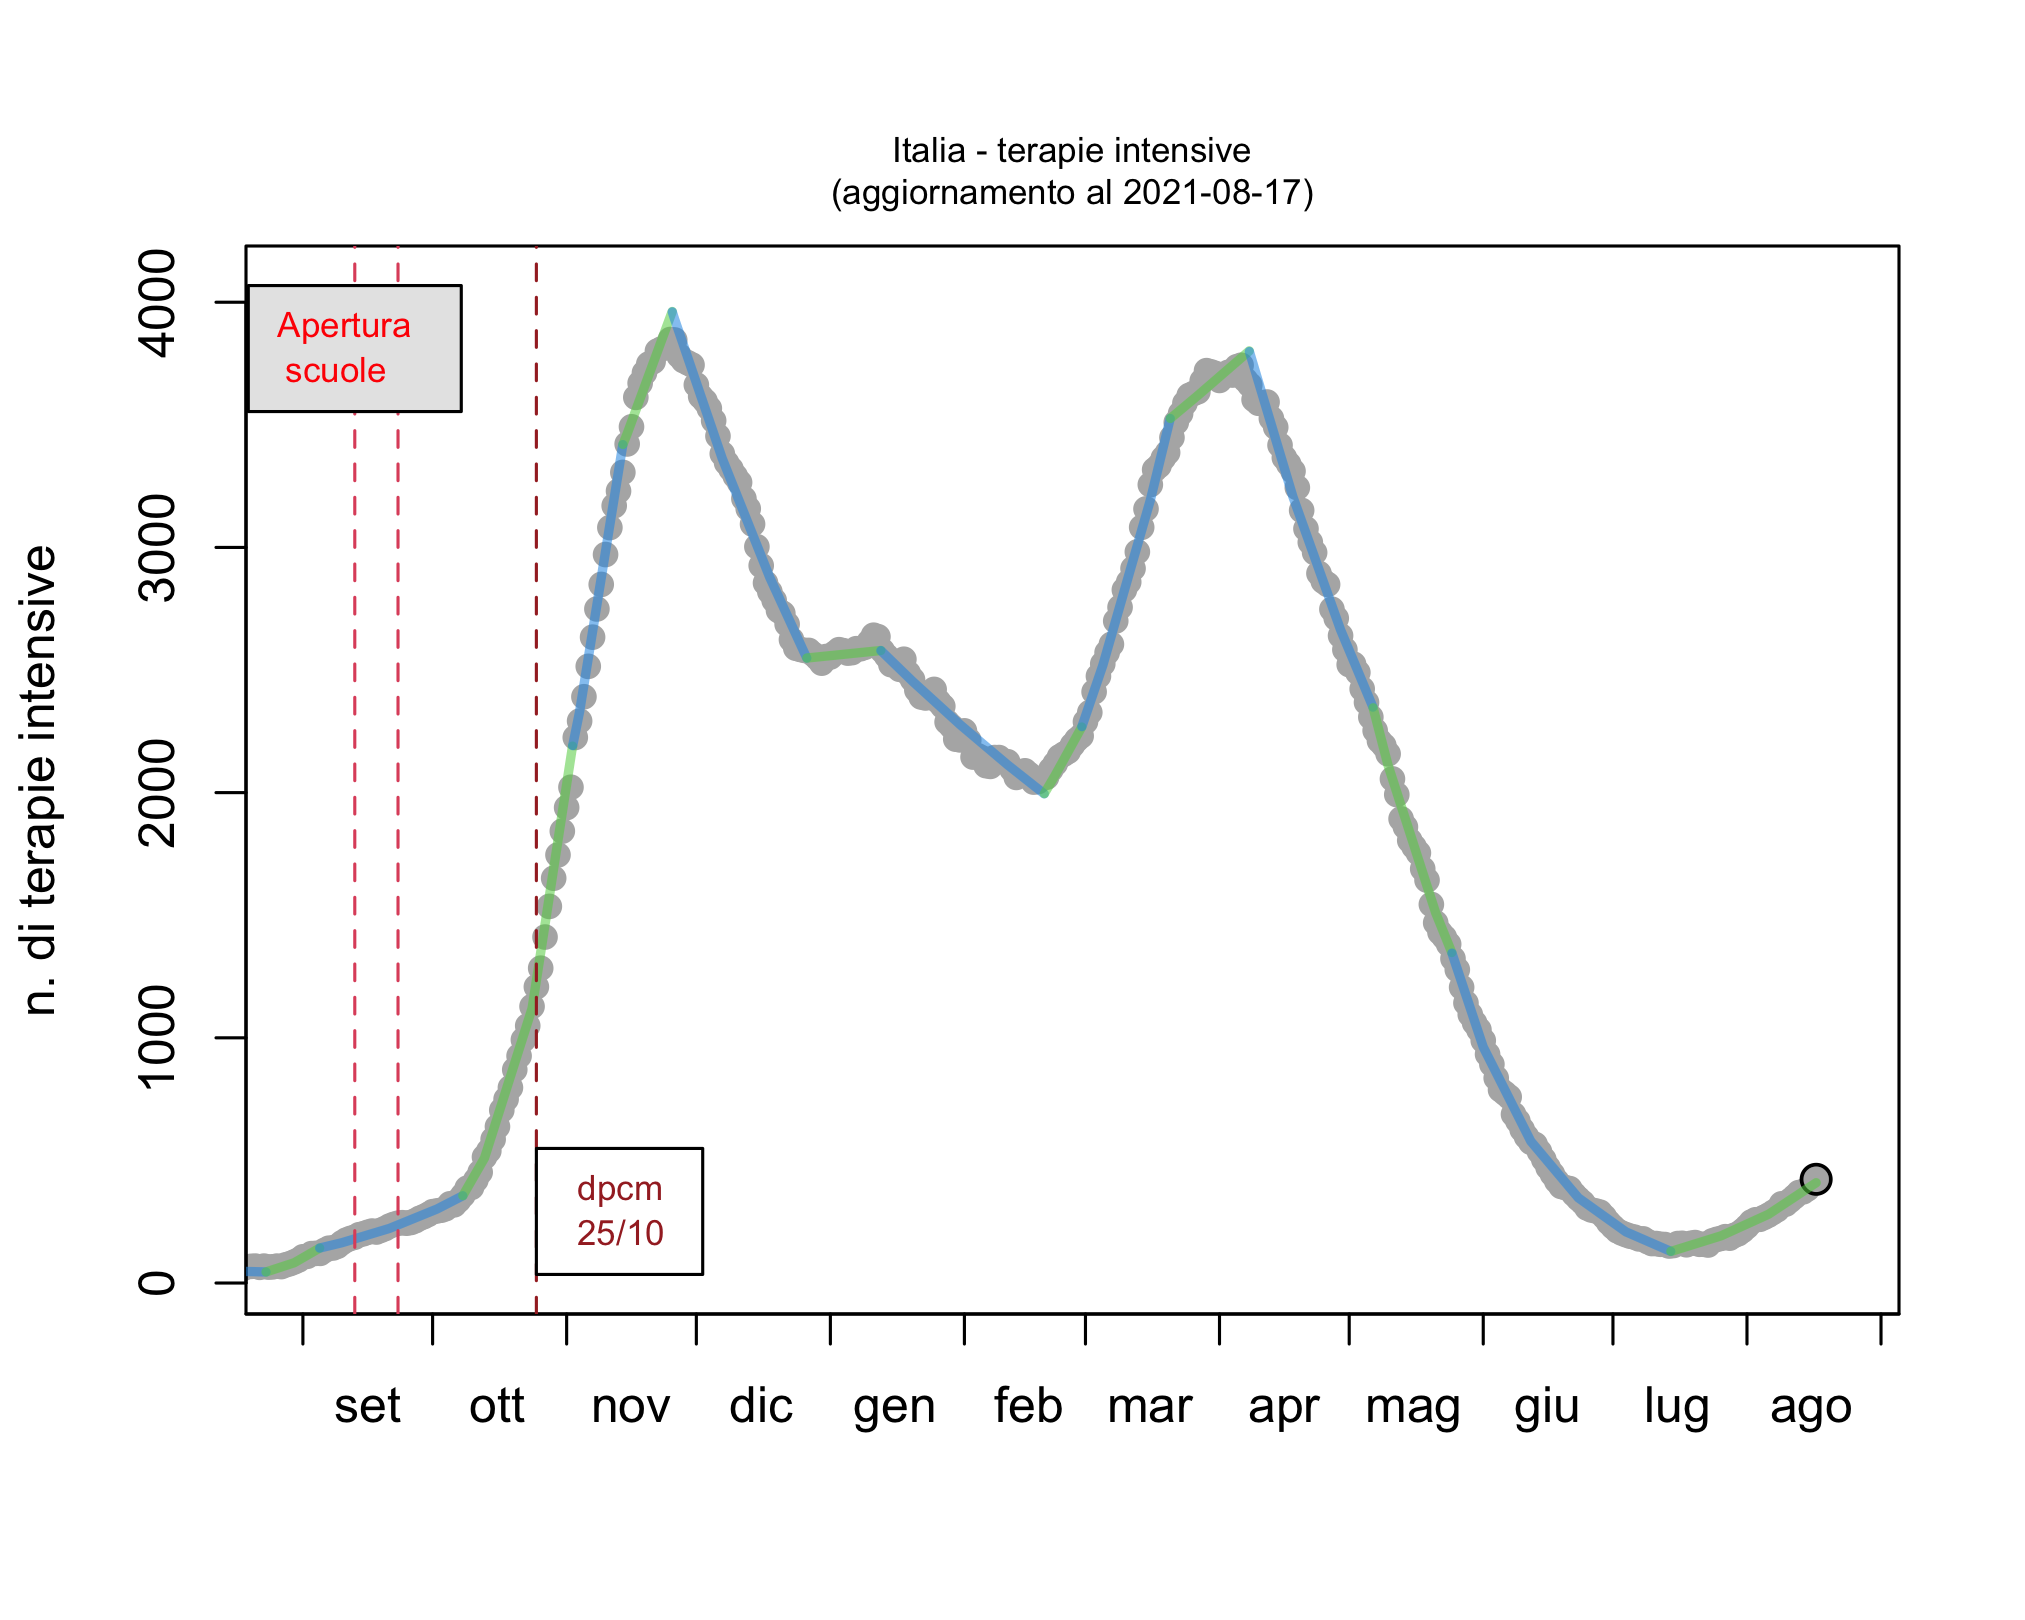 Italia - terapie intensive
(aggiornamento al 2021-08-17)
n. di terapie intensive
4000
3000
2000
1000
0
Apertura
scuole
dpcm
25/10
set ott nov dic gen feb mar apr mag giu lug ago